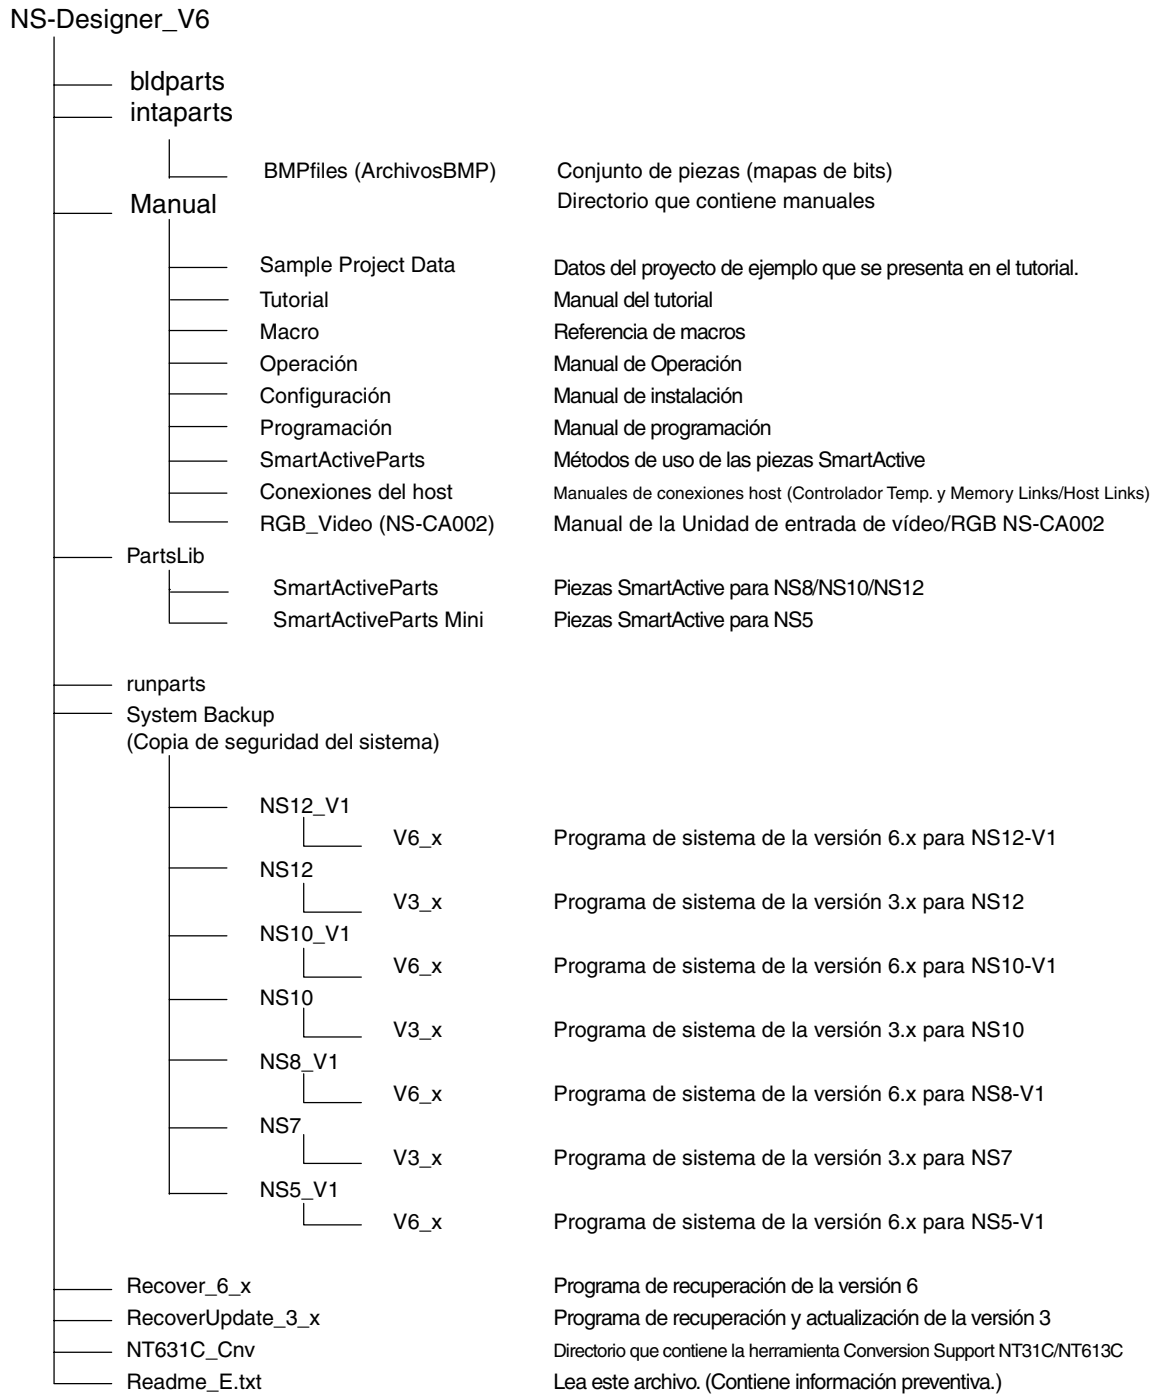 NS-Designer_V6
bldparts
intaparts
BMPfiles (ArchivosBMP) Conjunto de piezas (mapas de bits)
Manual Directorio que contiene manuales
Sample Project Data Datos del proyecto de ejemplo que se presenta en el tutorial.
Tutorial Manual del tutorial
Macro Referencia de macros
Operación Manual de Operación
Configuración Manual de instalación
Programación Manual de programación
SmartActiveParts Métodos de uso de las piezas SmartActive
Conexiones del host Manuales de conexiones host (Controlador Temp. y Memory Links/Host Links)
RGB_Video (NS-CA002) Manual de la Unidad de entrada de vídeo/RGB NS-CA002
PartsLib
SmartActiveParts Piezas SmartActive para NS8/NS10/NS12
SmartActiveParts Mini Piezas SmartActive para NS5
runparts
System Backup
(Copia de seguridad del sistema)
NS12_V1
V6_x Programa de sistema de la versión 6.x para NS12-V1
NS12
V3_x Programa de sistema de la versión 3.x para NS12
NS10_V1
V6_x Programa de sistema de la versión 6.x para NS10-V1
NS10
V3_x Programa de sistema de la versión 3.x para NS10
NS8_V1
V6_x Programa de sistema de la versión 6.x para NS8-V1
NS7
V3_x Programa de sistema de la versión 3.x para NS7
NS5_V1
V6_x Programa de sistema de la versión 6.x para NS5-V1
Recover_6_x Programa de recuperación de la versión 6
RecoverUpdate_3_x Programa de recuperación y actualización de la versión 3
NT631C_Cnv Directorio que contiene la herramienta Conversion Support NT31C/NT613C
Readme_E.txt Lea este archivo. (Contiene información preventiva.)